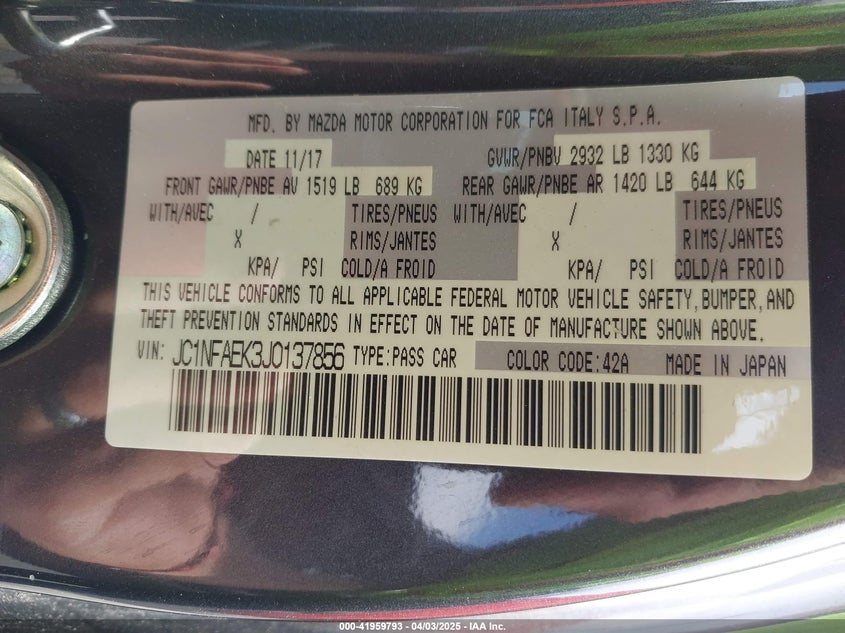 MFD. BY MAZDA MOTOR CORPORATION FOR FCA ITALY S.P.A.
DATE 11/17 GVWR/PNBV 2932 LB 1330 KG
FRONT GAWR/PNBE AV 1519 LB 689 KG REAR GAWR/PNBE AR 1420 LB 644 KG
WITH/AVEC / TIRES/PNEUS WITH/AVEC / TIRES/PNEUS
X RIMS/JANTES X RIMS/JANTES
KPA/ PSI COLD/A FROID KPA/ PSI COLD/A FROID
THIS VEHICLE CONFORMS TO ALL APPLICABLE FEDERAL MOTOR VEHICLE SAFETY, BUMPER, AND
THEFT PREVENTION STANDARDS IN EFFECT ON THE DATE OF MANUFACTURE SHOWN ABOVE.
VIN: JC1NFAEK3J0137856 TYPE:PASS CAR COLOR CODE:42A MADE IN JAPAN
000-41959793 - 04/03/2025 - IAA Inc.